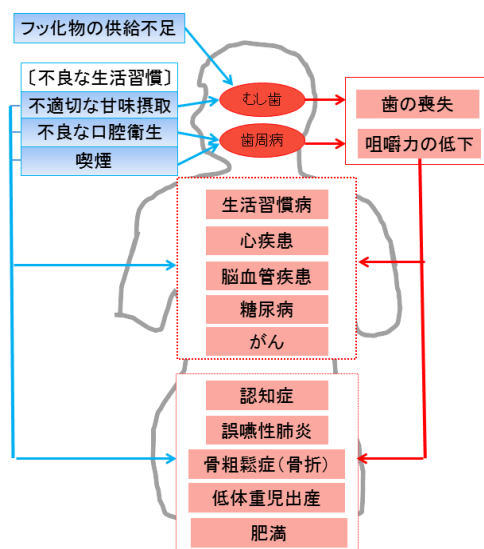 フッ化物の供給不足
〔不良な生活習慣〕
不適切な甘味摂取
不良な口腔衛生
喫煙
むし歯
歯周病
歯の喪失
咀嚼力の低下
生活習慣病
心疾患
脳血管疾患
糖尿病
がん
認知症
誤嚥性肺炎
骨粗鬆症(骨折)
低体重児出産
肥満